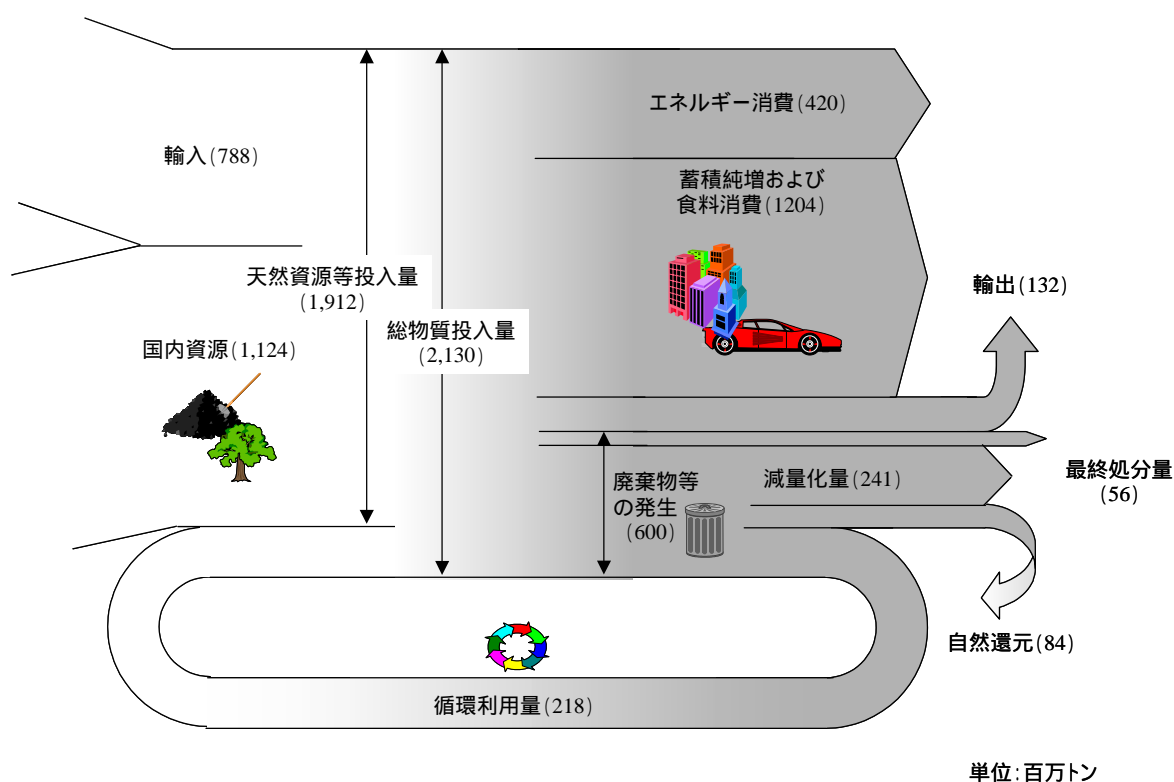 輸入(788)
国内資源(1,124)
天然資源等投入量
(1,912)
総物質投入量
(2,130)
エネルギー消費(420)
蓄積純増および
食料消費(1204)
輸出(132)
廃棄物等
の発生
(600)
減量化量(241)
最終処分量
(56)
自然還元(84)
循環利用量(218)
単位:百万トン